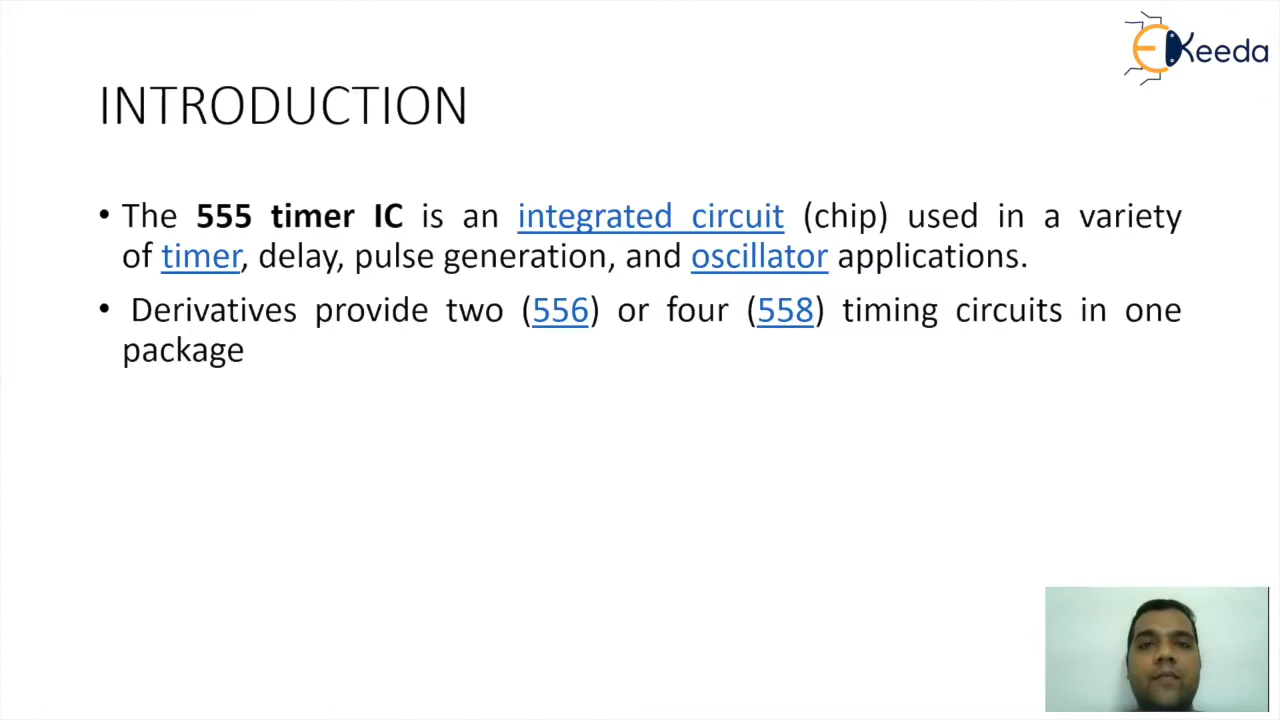 EKeeda
INTRODUCTION
• The 555 timer IC is an integrated circuit (chip) used in a variety
of timer, delay, pulse generation, and oscillator applications.
• Derivatives provide two (556) or four (558) timing circuits in one
package